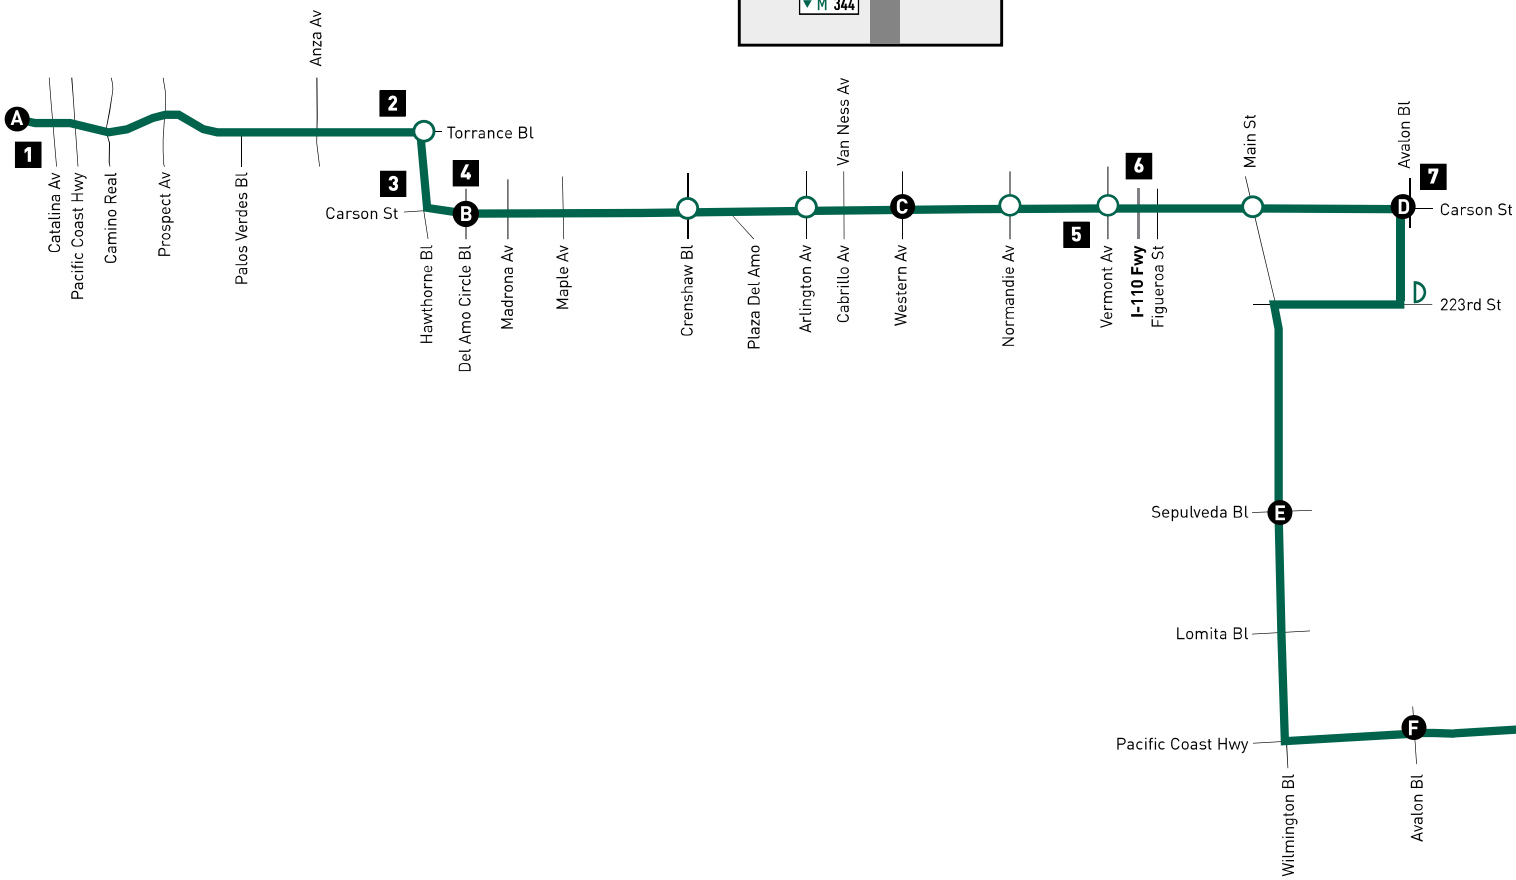 ▼ M 344
Anza Av
A
1
2
Torrance Bl
3
4
Carson St
B
Catalina Av
Pacific Coast Hwy
Camino Real
Prospect Av
Palos Verdes Bl
Hawthorne Bl
Del Amo Circle Bl
Madrona Av
Maple Av
Crenshaw Bl
Plaza Del Amo
Arlington Av
Van Ness Av
Cabrillo Av
C
Western Av
Normandie Av
5
Vermont Av
6
I-110 Fwy
Figueroa St
Main St
Avalon Bl
7
D
Carson St
223rd St
Sepulveda Bl
E
Lomita Bl
Pacific Coast Hwy
F
Wilmington Bl
Avalon Bl